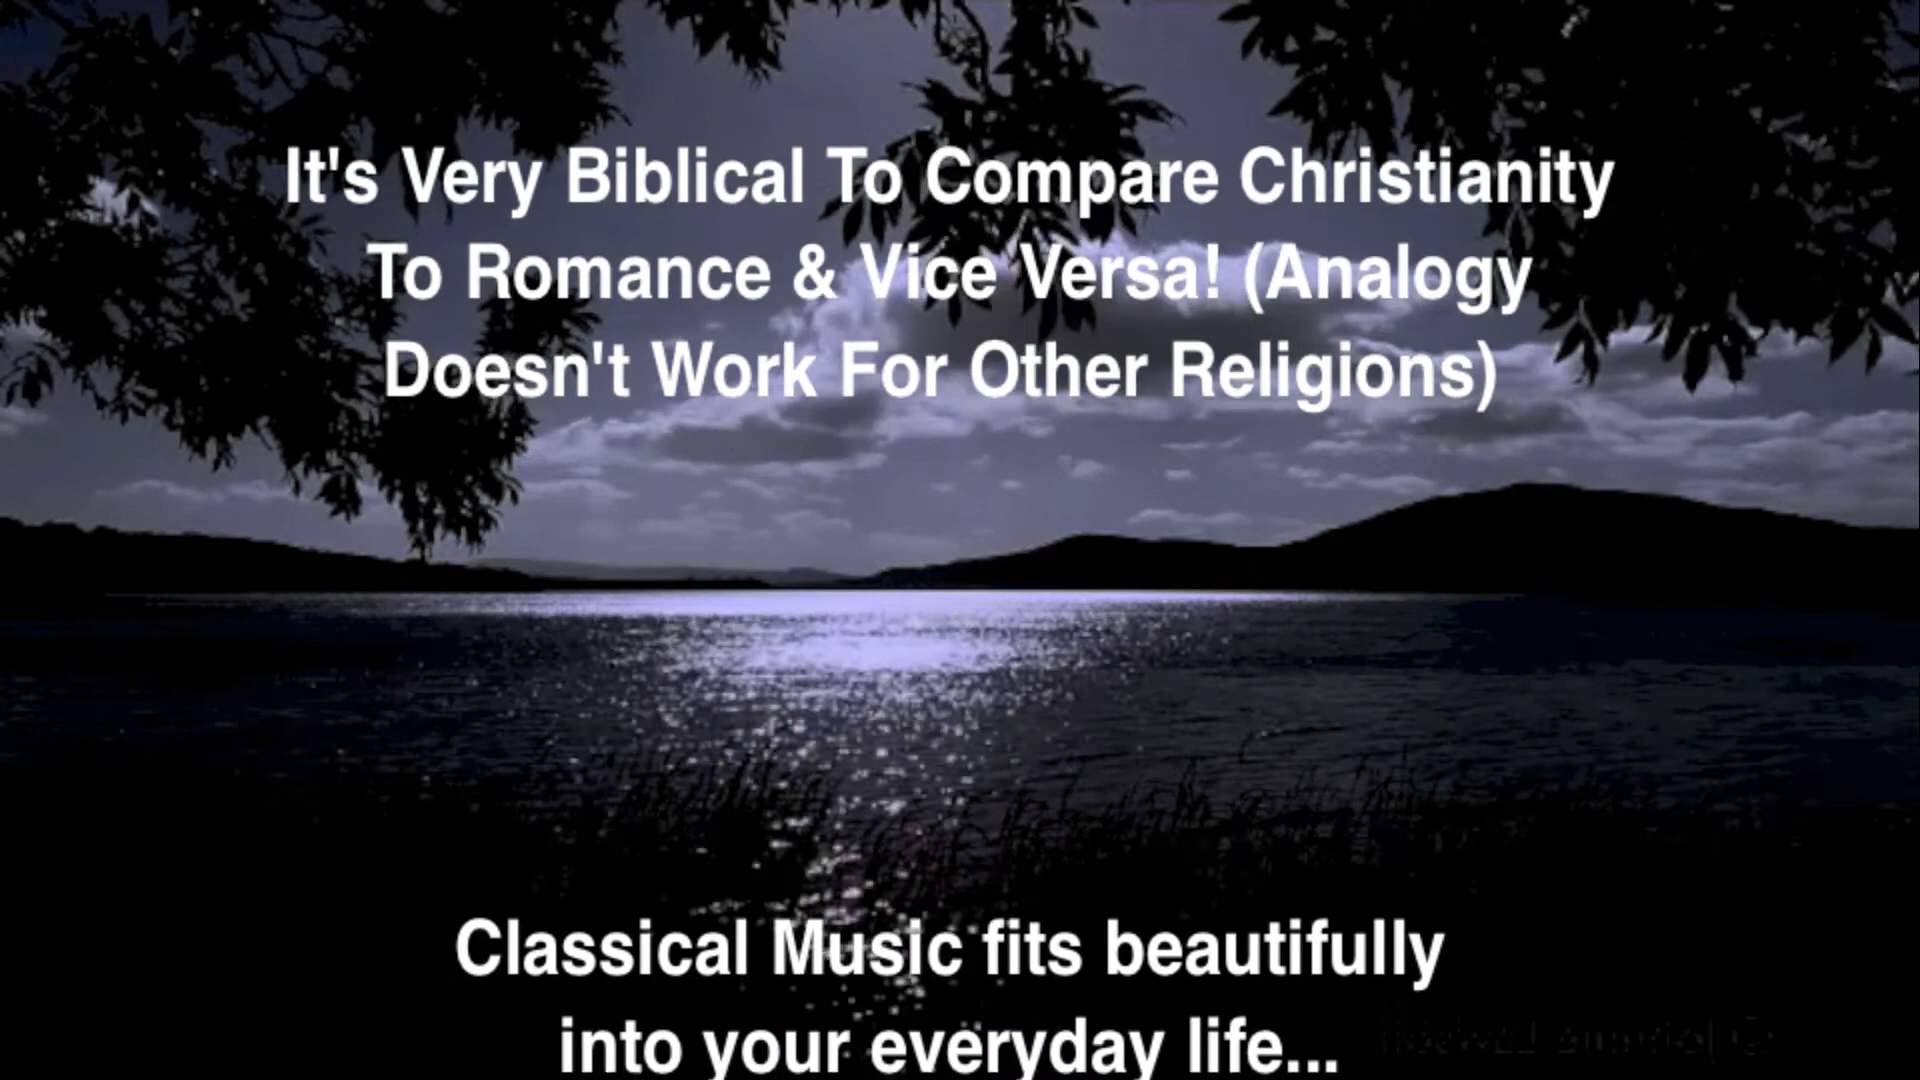 It's Very Biblical To Compare Christianity
To Romance & Vice Versa! (Analogy
Doesn't Work For Other Religions)
Classical Music fits beautifully
into your everyday life...